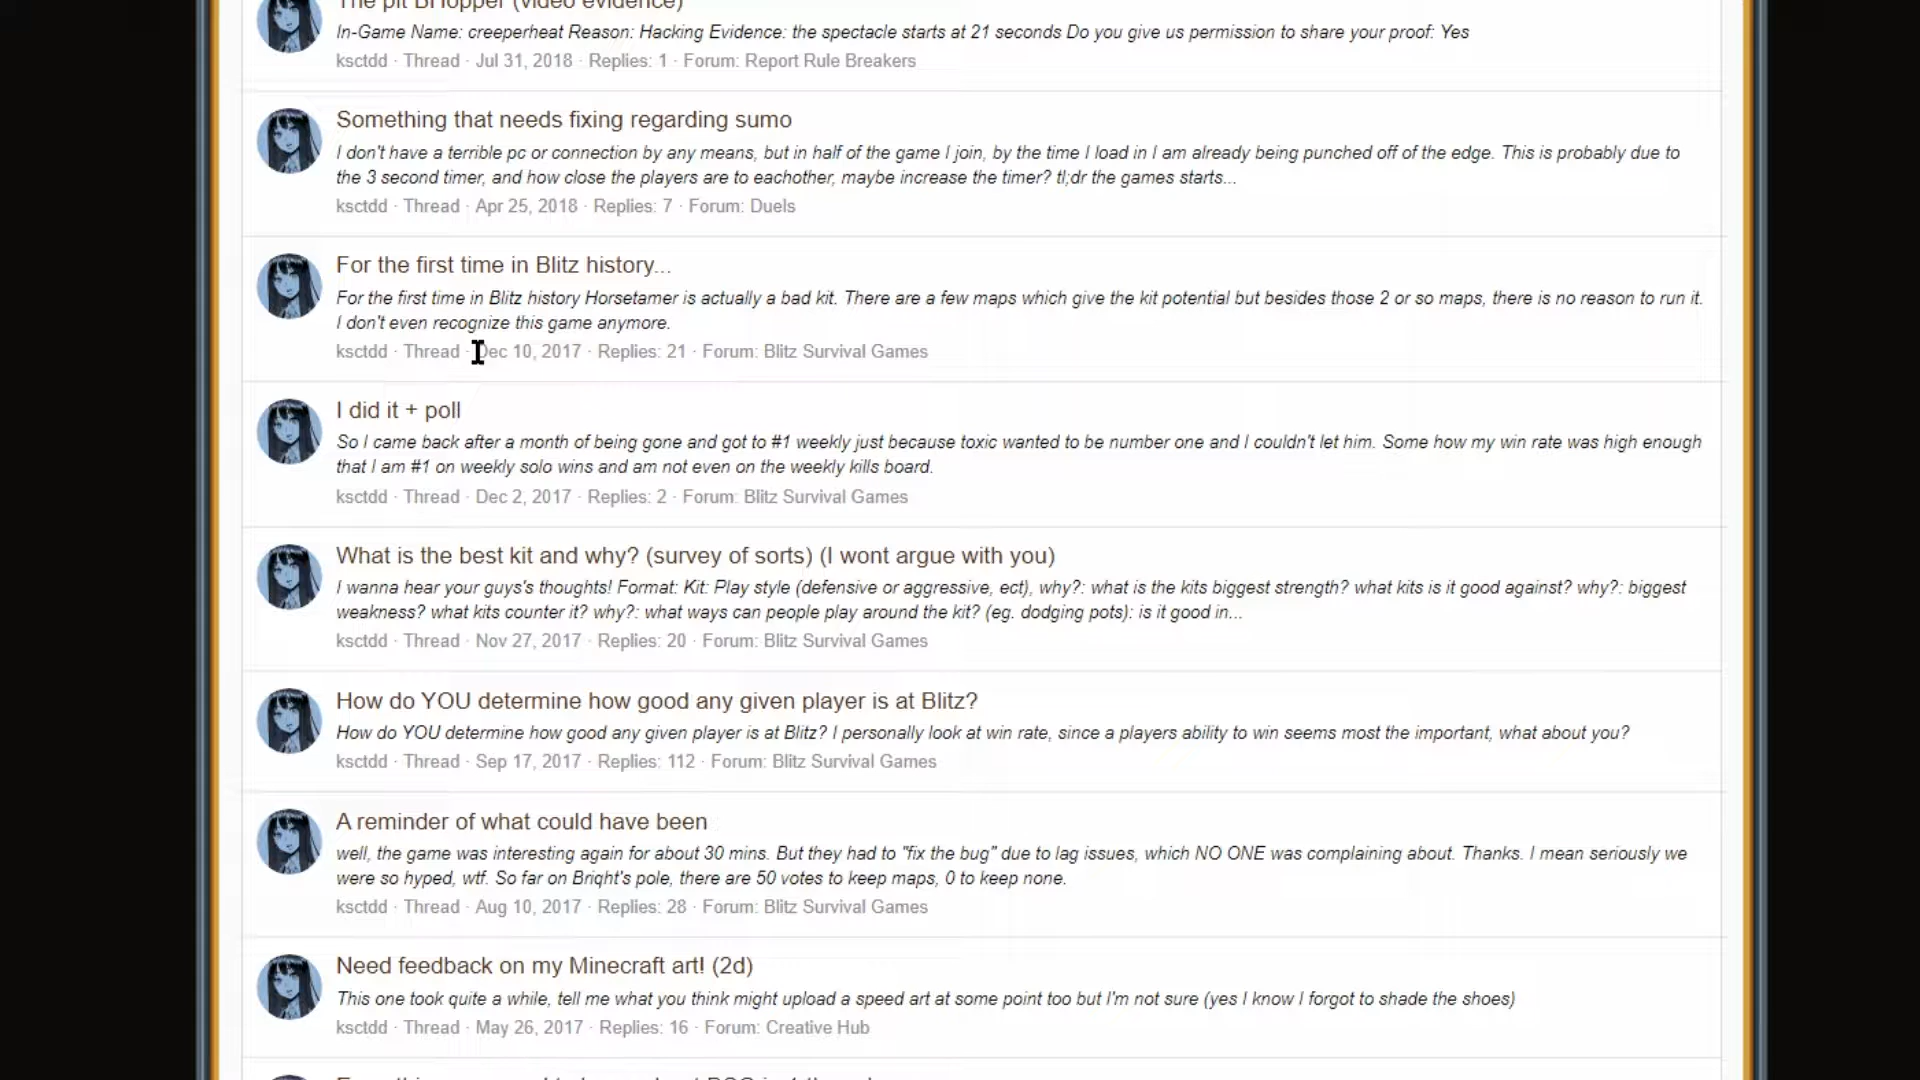 The pit BHopper (video evidence)
In-Game Name: creeperheat Reason: Hacking Evidence: the spectacle starts at 21 seconds Do you give us permission to share your proof: Yes
ksctdd · Thread · Jul 31, 2018 · Replies: 1 · Forum: Report Rule Breakers
Something that needs fixing regarding sumo
I don't have a terrible pc or connection by any means, but in half of the game I join, by the time I load in I am already being punched off of the edge. This is probably due to
the 3 second timer, and how close the players are to eachother, maybe increase the timer? tl;dr the games starts...
ksctdd · Thread · Apr 25, 2018 · Replies: 7 · Forum: Duels
For the first time in Blitz history...
For the first time in Blitz history Horsetamer is actually a bad kit. There are a few maps which give the kit potential but besides those 2 or so maps, there is no reason to run it.
I don't even recognize this game anymore.
ksctdd · Thread · Dec 10, 2017 · Replies: 21 · Forum: Blitz Survival Games
I did it + poll
So I came back after a month of being gone and got to #1 weekly just because toxic wanted to be number one and I couldn't let him. Some how my win rate was high enough
that I am #1 on weekly solo wins and am not even on the weekly kills board.
ksctdd · Thread · Dec 2, 2017 · Replies: 2 · Forum: Blitz Survival Games
What is the best kit and why? (survey of sorts) (I wont argue with you)
I wanna hear your guys's thoughts! Format: Kit: Play style (defensive or aggressive, ect), why?: what is the kits biggest strength? what kits is it good against? why?: biggest
weakness? what kits counter it? why?: what ways can people play around the kit? (eg. dodging pots): is it good in...
ksctdd · Thread · Nov 27, 2017 · Replies: 20 · Forum: Blitz Survival Games
How do YOU determine how good any given player is at Blitz?
How do YOU determine how good any given player is at Blitz? I personally look at win rate, since a players ability to win seems most the important, what about you?
ksctdd · Thread · Sep 17, 2017 · Replies: 112 · Forum: Blitz Survival Games
A reminder of what could have been
well, the game was interesting again for about 30 mins. But they had to "fix the bug" due to lag issues, which NO ONE was complaining about. Thanks. I mean seriously we
were so hyped, wtf. So far on Briqht's pole, there are 50 votes to keep maps, 0 to keep none.
ksctdd · Thread · Aug 10, 2017 · Replies: 28 · Forum: Blitz Survival Games
Need feedback on my Minecraft art! (2d)
This one took quite a while, tell me what you think might upload a speed art at some point too but I'm not sure (yes I know I forgot to shade the shoes)
ksctdd · Thread · May 26, 2017 · Replies: 16 · Forum: Creative Hub